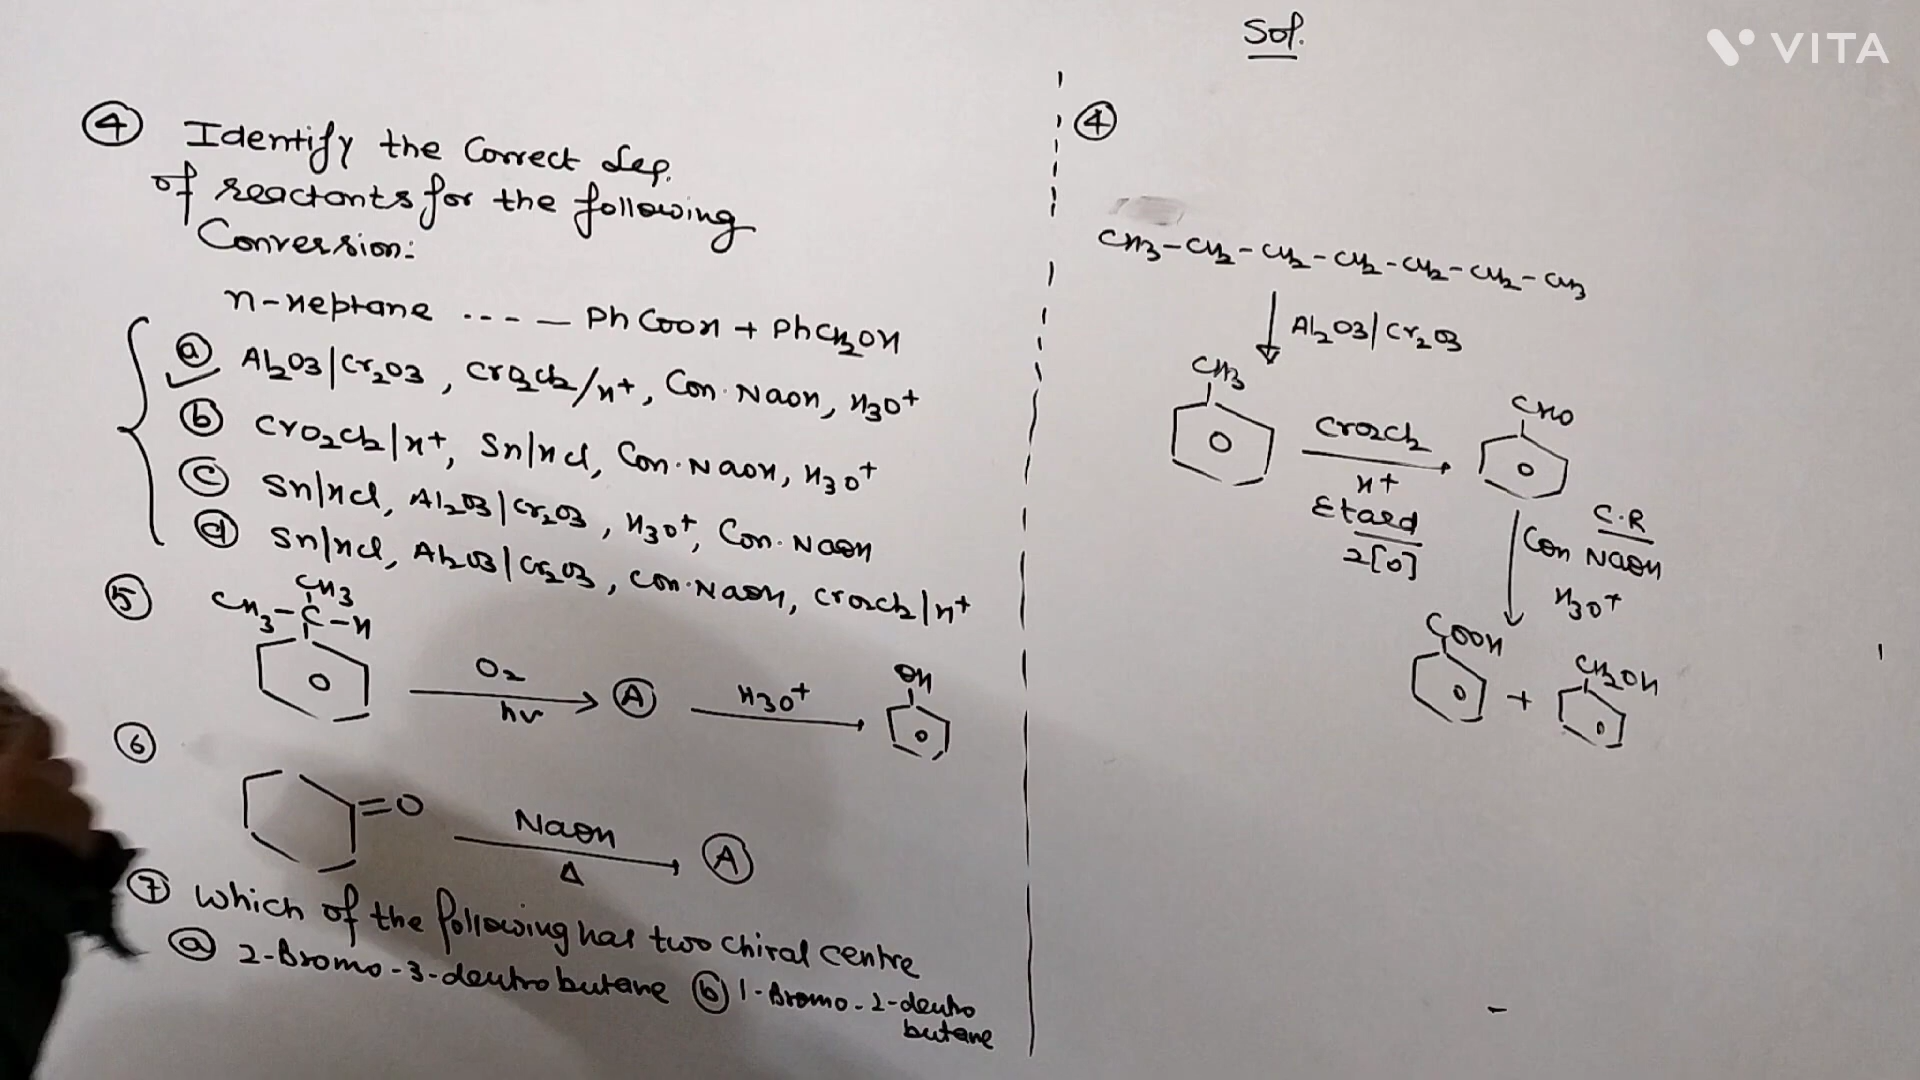 Sol.
VITA
④ Identify the Correct Seq.
of reactants for the following
Conversion:
n-Heptane ---- PhCOOH + PhCH2OH
ⓐ Al2O3/Cr2O3, CrO2Cl2/H+, Con. NaOH, H3O+
ⓑ CrO2Cl2/H+, Sn/HCl, Con. NaOH, H3O+
ⓒ Sn/HCl, Al2O3/Cr2O3, H3O+, Con. NaOH
ⓓ Sn/HCl, Al2O3/Cr2O3, Con. NaOH, CrO2Cl2/H+
⑤
CH3
CH3-C-H
O2
hν
Ⓐ
H3O+
OH
⑥
=O
NaOH
Δ
Ⓐ
⑦ Which of the following has two chiral centre
ⓐ 2-Bromo-3-deutrobutane ⓑ 1-Bromo-2-deutro
butane
④
CH3-CH2-CH2-CH2-CH2-CH2-CH3
Al2O3/Cr2O3
CH3
CrO2Cl2
H+
Etard
2[O]
CHO
C.R
Con NaOH
H3O+
COOH
+
CH2OH